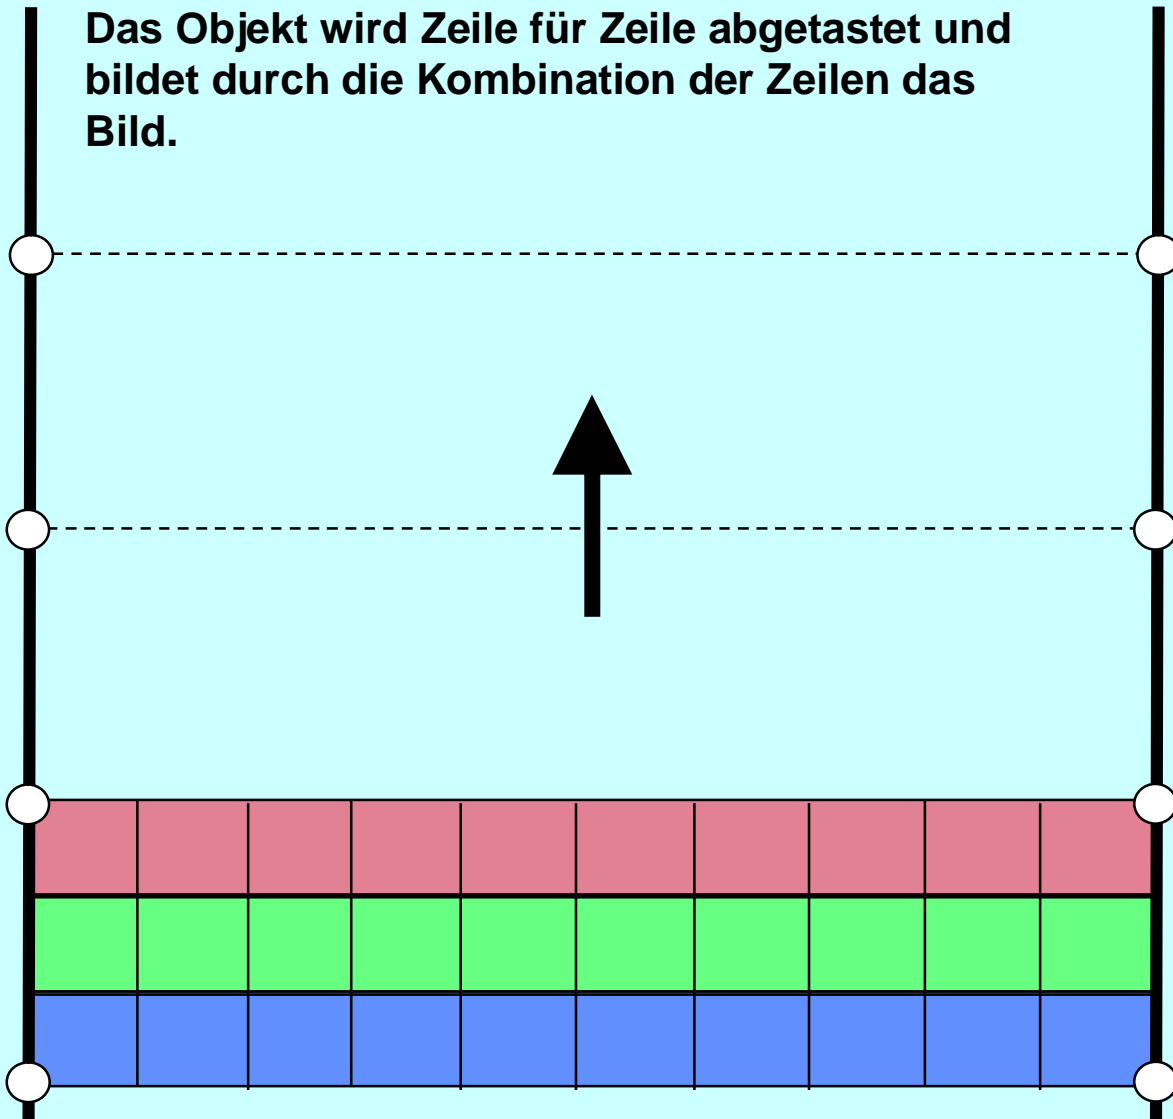 Das Objekt wird Zeile für Zeile abgetastet und
bildet durch die Kombination der Zeilen das
Bild.